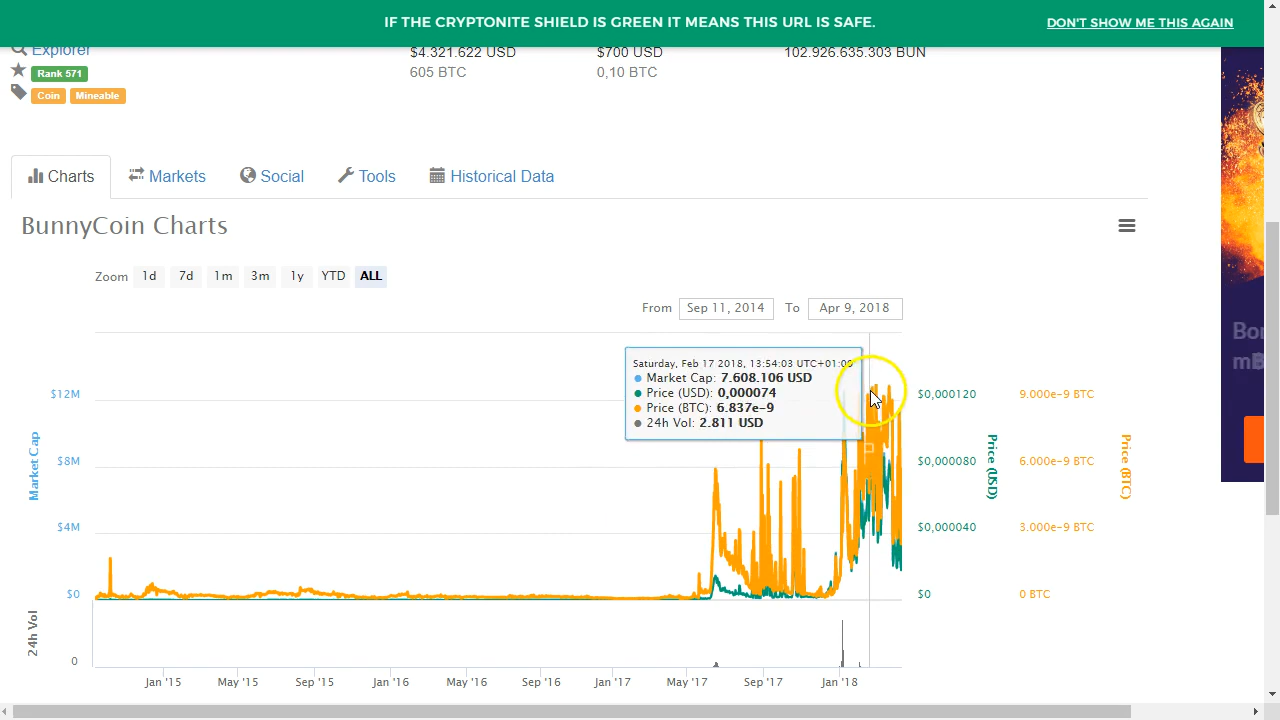 IF THE CRYPTONITE SHIELD IS GREEN IT MEANS THIS URL IS SAFE. DON'T SHOW ME THIS AGAIN
Explorer $4.321.622 USD $700 USD 102.926.635.303 BUN
Rank 571 605 BTC 0,10 BTC
Coin Mineable
Charts Markets Social Tools Historical Data
BunnyCoin Charts
Zoom 1d 7d 1m 3m 1y YTD ALL
From Sep 11, 2014 To Apr 9, 2018
Saturday, Feb 17 2018, 13:54:03 UTC+01:00
Market Cap: 7.608.106 USD
Price (USD): 0,000074
Price (BTC): 6.837e-9
24h Vol: 2.811 USD
$12M $0,000120 9.000e-9 BTC
$8M $0,000080 6.000e-9 BTC
$4M $0,000040 3.000e-9 BTC
$0 $0 0 BTC
Market Cap
Price (USD)
Price (BTC)
24h Vol
0
Jan '15 May '15 Sep '15 Jan '16 May '16 Sep '16 Jan '17 May '17 Sep '17 Jan '18